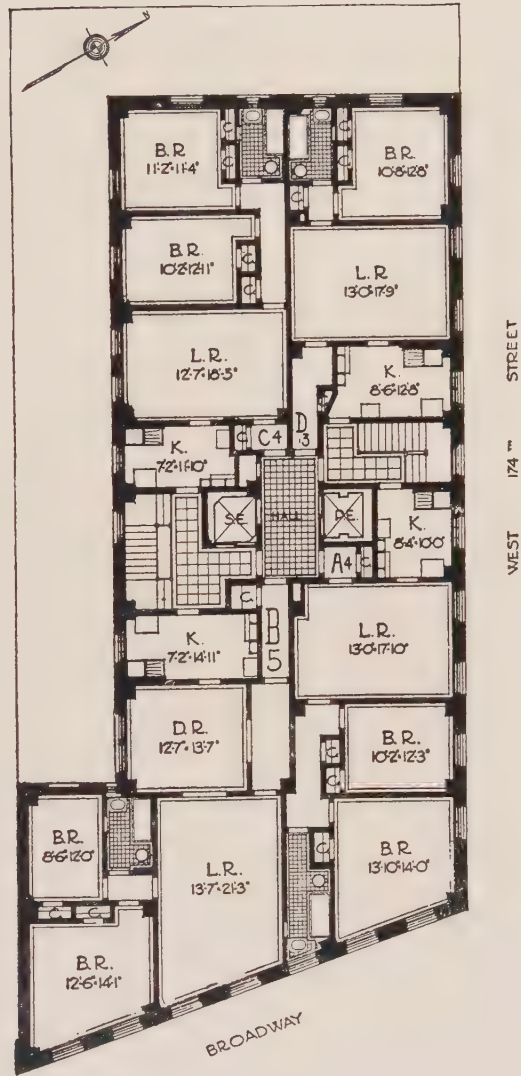 N
B.R.
11'·2"·11'·4"
C
C
C
C
C
B.R.
10'·8"·12'·8"
B.R.
10'·2"·12'·11"
C
C
L.R.
13'·0"·17'·9"
L.R.
12'·7"·18'·5"
K.
8'·6"·12'·8"
C
D
3
C
C4
K.
7'·2"·11'·10"
S.E.
HALL
P.E.
K.
8'·4"·10'·0"
A4
C
C
B
5
K.
7'·2"·14'·11"
L.R.
13'·0"·17'·10"
D.R.
12'·7"·13'·7"
B.R.
10'·2"·12'·3"
C
C
B.R.
8'·6"·12'·0"
L.R.
13'·7"·21'·3"
C
B.R.
13'·10"·14'·0"
C
C
B.R.
12'·6"·14'·1"
BROADWAY
WEST 174TH STREET